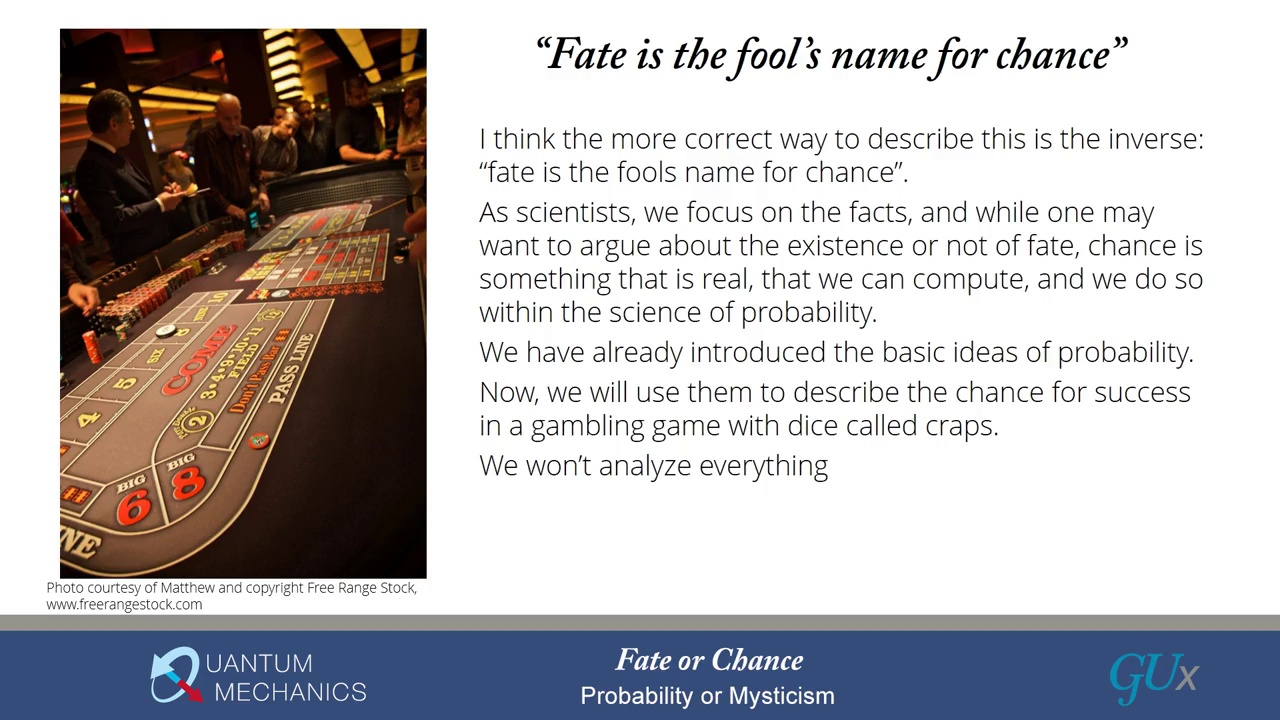 “Fate is the fool’s name for chance”
I think the more correct way to describe this is the inverse:
“fate is the fools name for chance”.
As scientists, we focus on the facts, and while one may
want to argue about the existence or not of fate, chance is
something that is real, that we can compute, and we do so
within the science of probability.
We have already introduced the basic ideas of probability.
Now, we will use them to describe the chance for success
in a gambling game with dice called craps.
We won’t analyze everything
10
NINE
SIX
5
4
COME
3•4•9•10•11
FIELD
2
12
Don't Pass Bar
PASS LINE
BIG
6
BIG
8
INE
Photo courtesy of Matthew and copyright Free Range Stock,
www.freerangestock.com
QUANTUM
MECHANICS
Fate or Chance
Probability or Mysticism
GUx